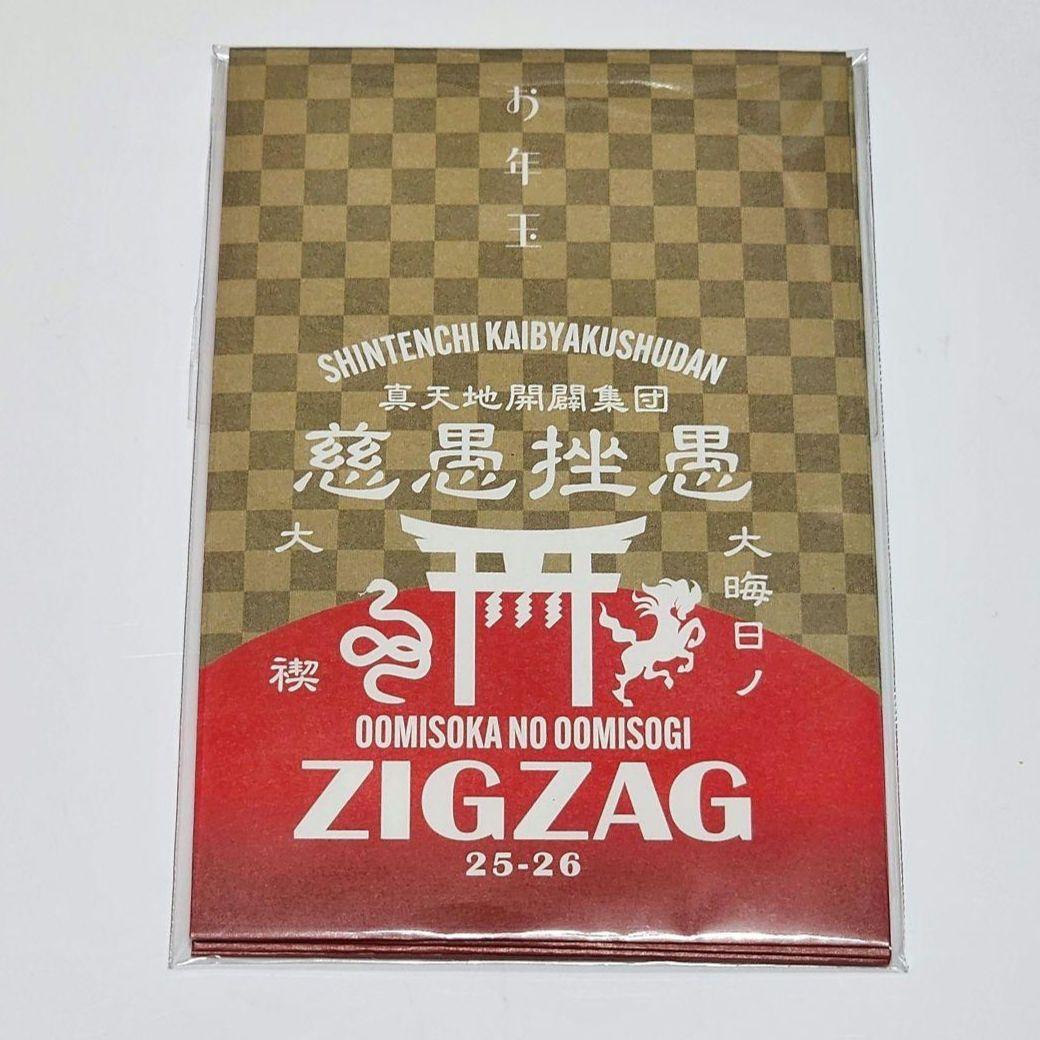 お年玉
SHINTENCHI KAIBYAKUSHUDAN
真天地開闢集団
慈愚挫愚
大晦日ノ
大禊
OOMISOKA NO OOMISOGI
ZIGZAG
25-26